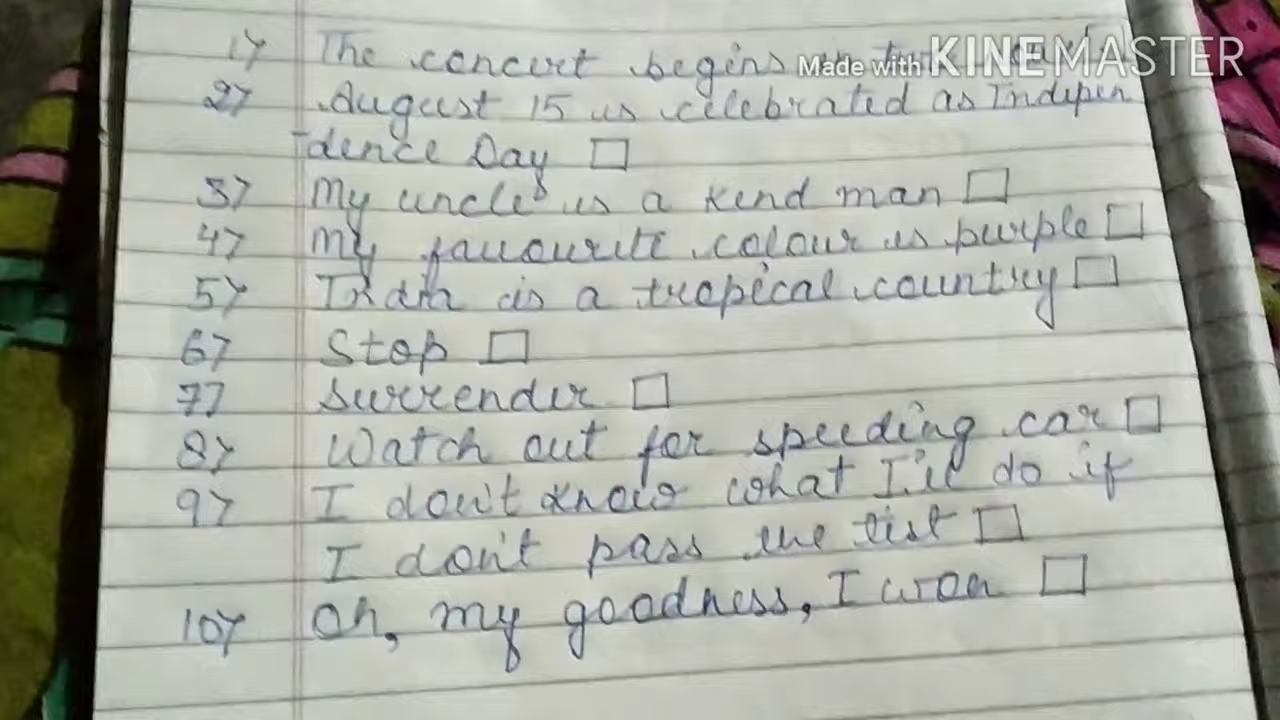 1) The concert begins in two
Made with KINEMASTER
2) August 15 is celebrated as Indepen
dence Day □
3) My uncle is a kind man □
4) My favourite colour is purple □
5) India is a tropical country □
6) Stop □
7) Surrender □
8) Watch out for speeding car □
9) I don't know what I'll do if
I don't pass the test □
10) Oh, my goodness, I won □